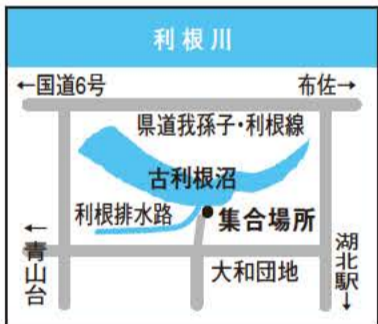 利根川
←国道6号
布佐→
県道我孫子・利根線
古利根沼
利根排水路
集合場所
←青山台
大和団地
湖北駅→